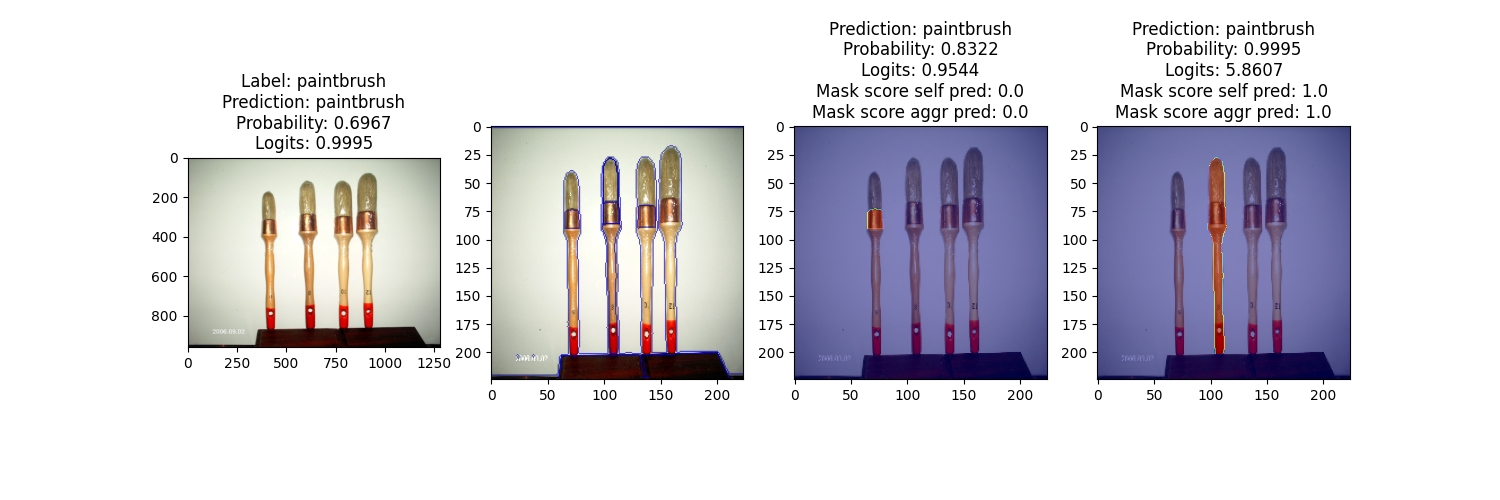 Label: paintbrush
Prediction: paintbrush
Probability: 0.6967
Logits: 0.9995
0
200
400
600
800
0 250 500 750 1000 1250
2006.09.02
0
25
50
75
100
125
150
175
200
0 50 100 150 200
Prediction: paintbrush
Probability: 0.8322
Logits: 0.9544
Mask score self pred: 0.0
Mask score aggr pred: 0.0
0
25
50
75
100
125
150
175
200
0 50 100 150 200
Prediction: paintbrush
Probability: 0.9995
Logits: 5.8607
Mask score self pred: 1.0
Mask score aggr pred: 1.0
0
25
50
75
100
125
150
175
200
0 50 100 150 200